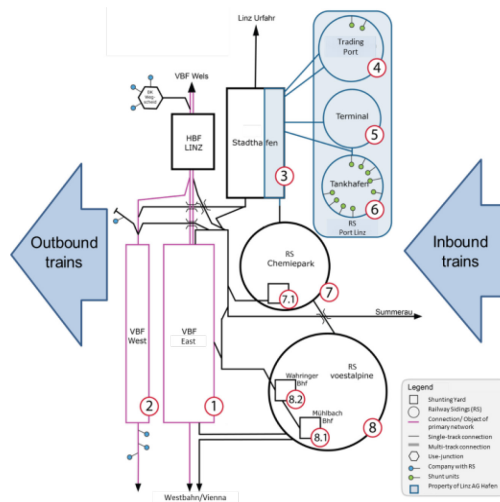 Linz Urfahr
Trading
Port
4
VBF Wels
HBF
LINZ
Stadthafen
3
Terminal
5
Tankhafen
6
RS
Port Linz
Outbound
trains
Inbound
trains
RS
Chemiepark
7
7.1
Summerau
VBF
West
VBF
East
RS
voestalpine
Wahringer
Bhf
8.2
Mühlbach
Bhf
8.1
8
2
1
Westbahn/Vienna
Legend
Shunting Yard
Railway Sidings (RS)
Connection/ Object of
primary network
Single-track connection
Multi-track connection
Use-junction
Company with RS
Shunt units
Property of Linz AG Hafen